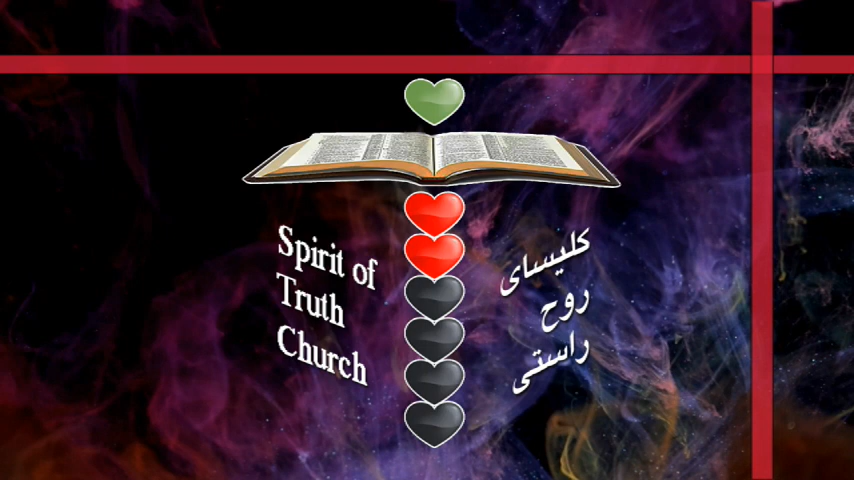 Spirit of
Truth
Church
کلیسای
روح
راستی